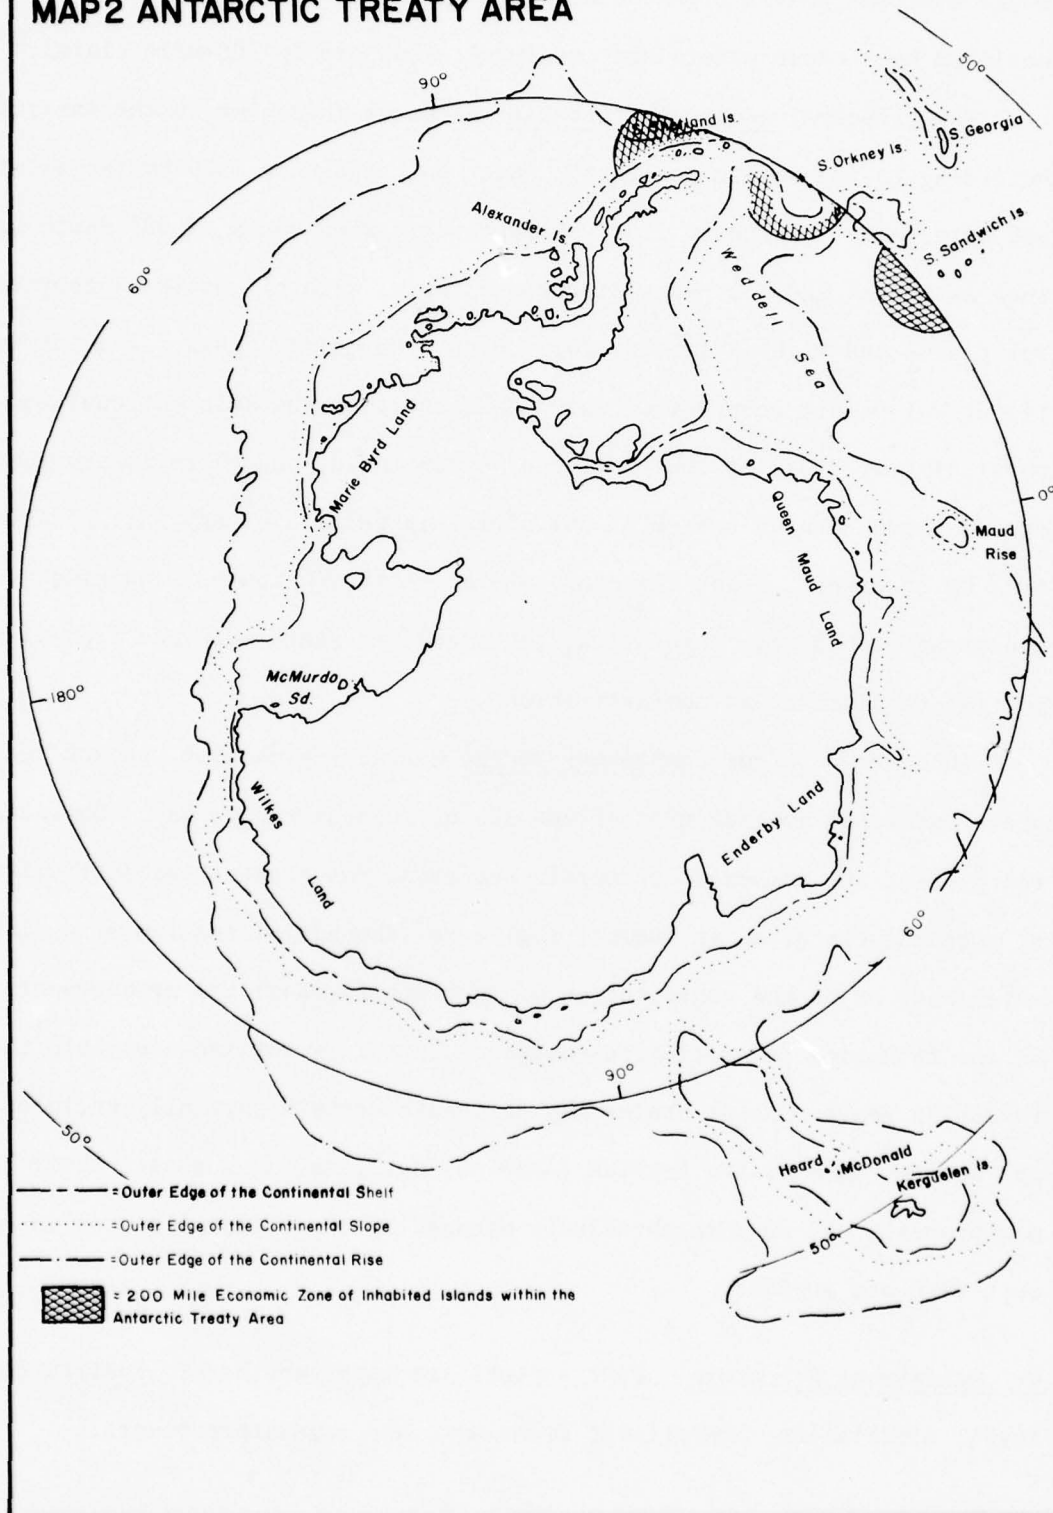 MAP2 ANTARCTIC TREATY AREA
50°
90°
Is.
S. Georgia
S. Orkney Is.
Alexander Is.
S. Sandwich Is.
60°
Weddell Sea
Marie Byrd Land
0°
Queen Maud Land
Maud
Rise
McMurdo
Sd.
180°
Wilkes Land
Enderby Land
60°
90°
50°
Heard
McDonald
Kerguelen Is.
50°
=Outer Edge of the Continental Shelf
=Outer Edge of the Continental Slope
=Outer Edge of the Continental Rise
= 200 Mile Economic Zone of Inhabited Islands within the
Antarctic Treaty Area